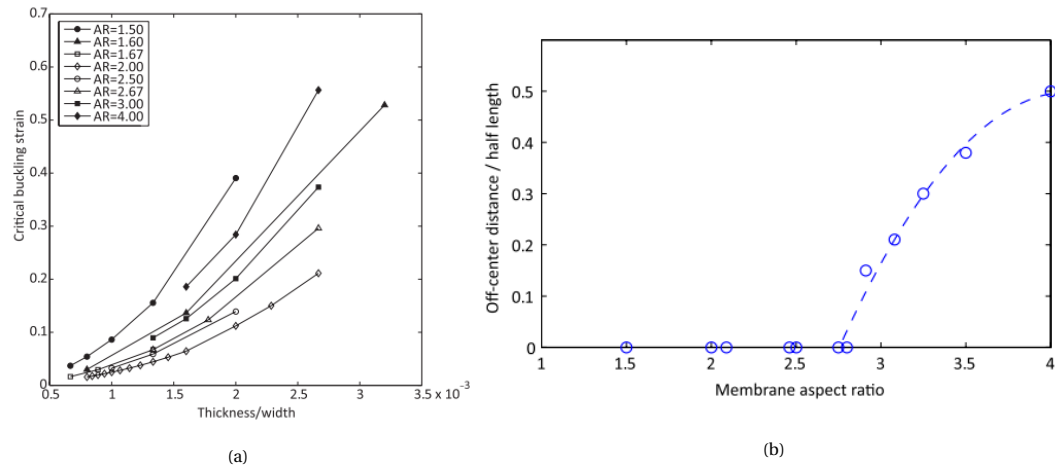 0.7
0.6
0.5
0.4
0.3
0.2
0.1
0
AR=1.50
AR=1.60
AR=1.67
AR=2.00
AR=2.50
AR=2.67
AR=3.00
AR=4.00
Critical buckling strain
0.5 1 1.5 2 2.5 3 3.5 x 10⁻³
Thickness/width
(a)
0.5
0.4
0.3
0.2
0.1
0
Off-center distance / half length
1 1.5 2 2.5 3 3.5 4
Membrane aspect ratio
(b)